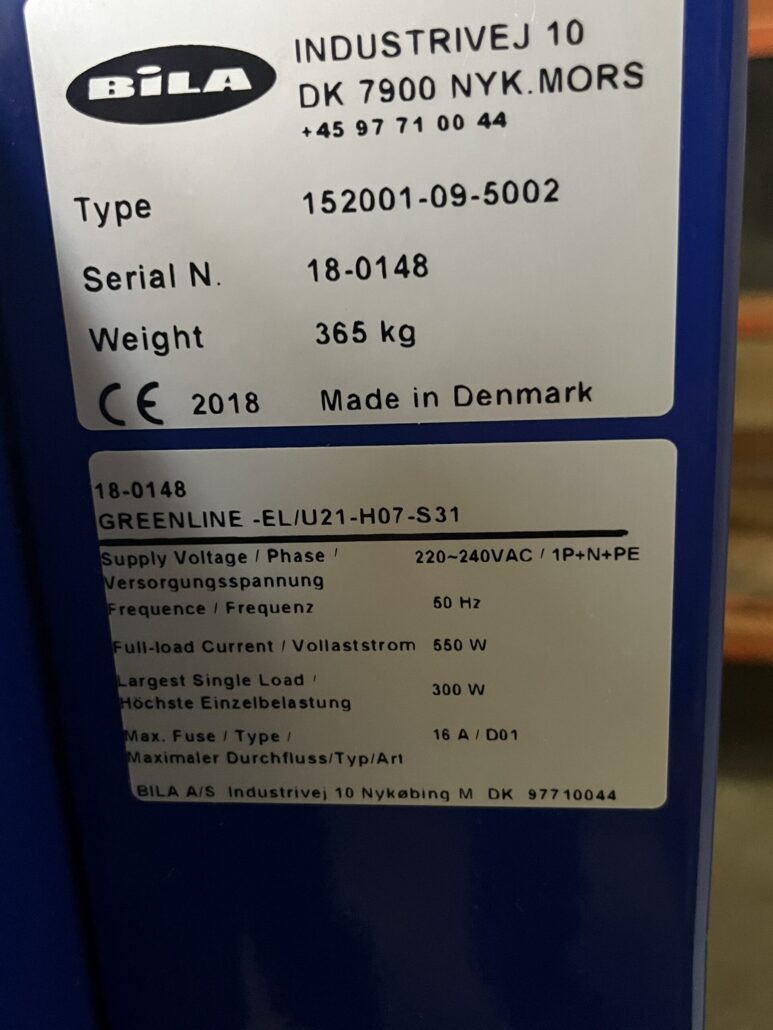 BiLA
INDUSTRIVEJ 10
DK 7900 NYK.MORS
+45 97 71 00 44
Type 152001-09-5002
Serial N. 18-0148
Weight 365 kg
CE 2018 Made in Denmark
18-0148
GREENLINE -EL/U21-H07-S31
Supply Voltage / Phase / 220~240VAC / 1P+N+PE
Versorgungsspannung
Frequence / Frequenz 50 Hz
Full-load Current / Vollaststrom 550 W
Largest Single Load / 300 W
Höchste Einzelbelastung
Max. Fuse / Type / 16 A / D01
Maximaler Durchfluss/Typ/Art
BILA A/S Industrivej 10 Nykøbing M DK 97710044